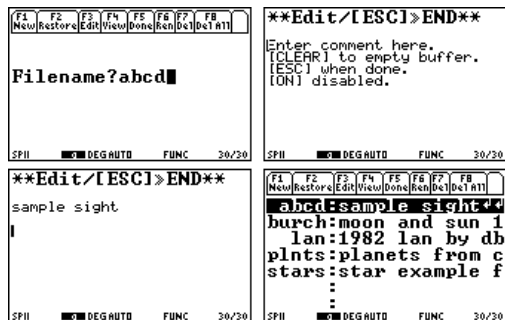 F1 F2 F3 F4 F5 F6 F7 F8
New Restore Edit View Done Ren Del Del All
Filename?abcd
SPII DEG AUTO FUNC 30/30
**Edit/[ESC]»END**
Enter comment here.
[CLEAR] to empty buffer.
[ESC] when done.
[ON] disabled.
SPII DEG AUTO FUNC 30/30
**Edit/[ESC]»END**
sample sight
SPII DEG AUTO FUNC 30/30
F1 F2 F3 F4 F5 F6 F7 F8
New Restore Edit View Done Ren Del Del All
abcd:sample sight↵↵
burch:moon and sun 1
lan:1982 lan by db
plnts:planets from c
stars:star example f
:
:
SPII DEG AUTO FUNC 30/30